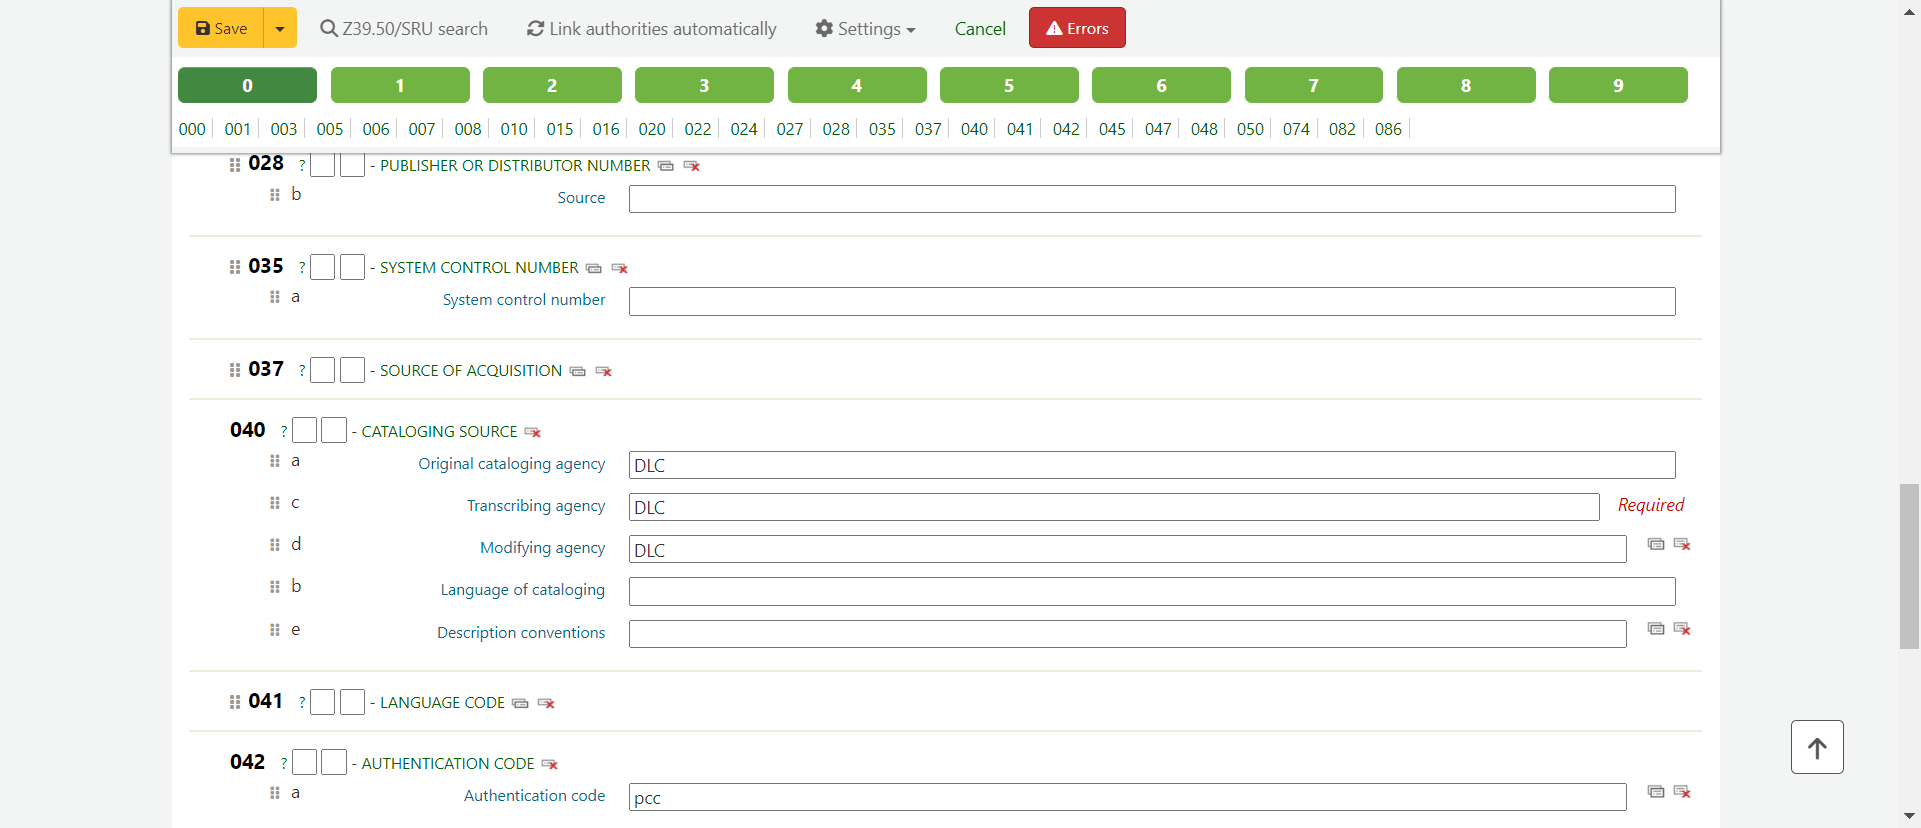 Save Z39.50/SRU search Link authorities automatically Settings Cancel Errors
0 1 2 3 4 5 6 7 8 9
000 001 003 005 006 007 008 010 015 016 020 022 024 027 028 035 037 040 041 042 045 047 048 050 074 082 086
028 ? - PUBLISHER OR DISTRIBUTOR NUMBER
b Source
035 ? - SYSTEM CONTROL NUMBER
a System control number
037 ? - SOURCE OF ACQUISITION
040 ? - CATALOGING SOURCE
a Original cataloging agency DLC
c Transcribing agency DLC Required
d Modifying agency DLC
b Language of cataloging
e Description conventions
041 ? - LANGUAGE CODE
042 ? - AUTHENTICATION CODE
a Authentication code pcc